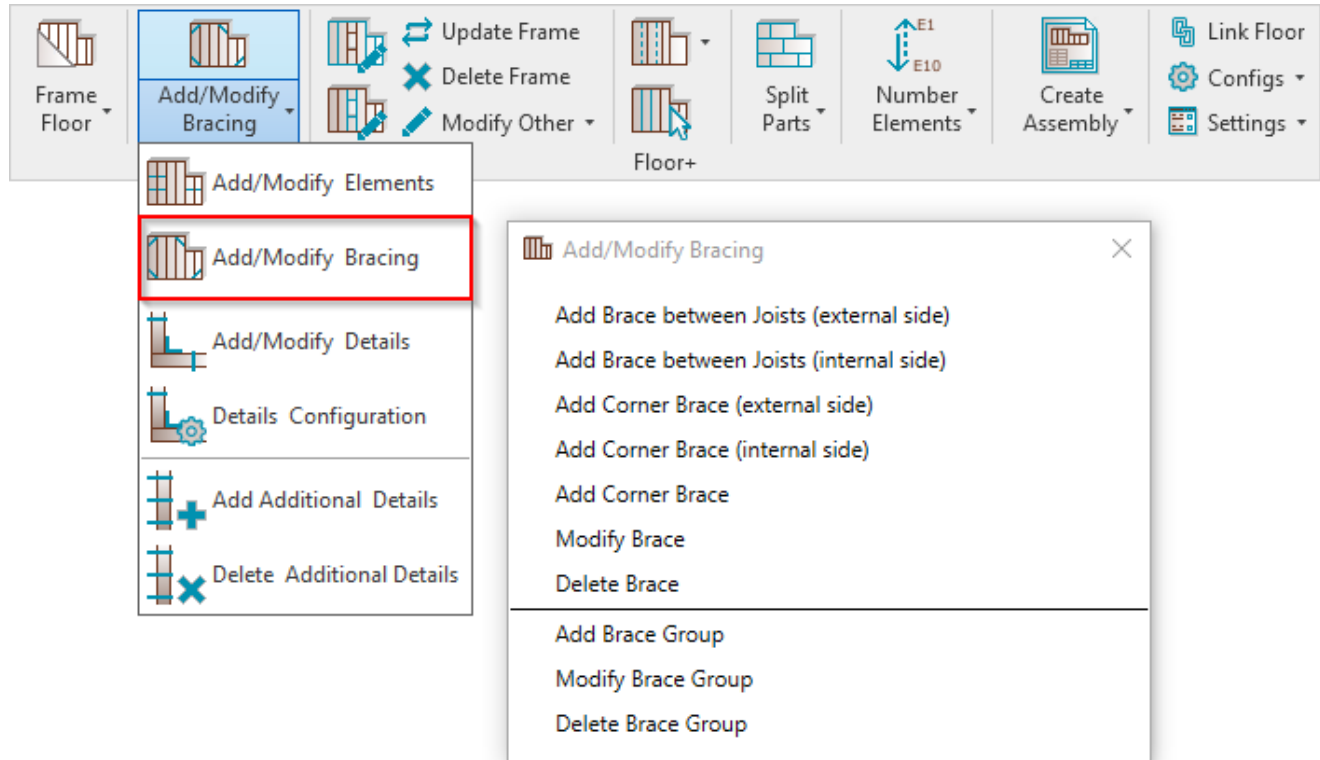 Frame
Floor
Add/Modify
Bracing
Update Frame
Delete Frame
Modify Other
Split
Parts
E1
E10
Number
Elements
Create
Assembly
Link Floor
Configs
Settings
Floor+
Add/Modify Elements
Add/Modify Bracing
Add/Modify Details
Details Configuration
Add Additional Details
Delete Additional Details
Add/Modify Bracing
Add Brace between Joists (external side)
Add Brace between Joists (internal side)
Add Corner Brace (external side)
Add Corner Brace (internal side)
Add Corner Brace
Modify Brace
Delete Brace
Add Brace Group
Modify Brace Group
Delete Brace Group